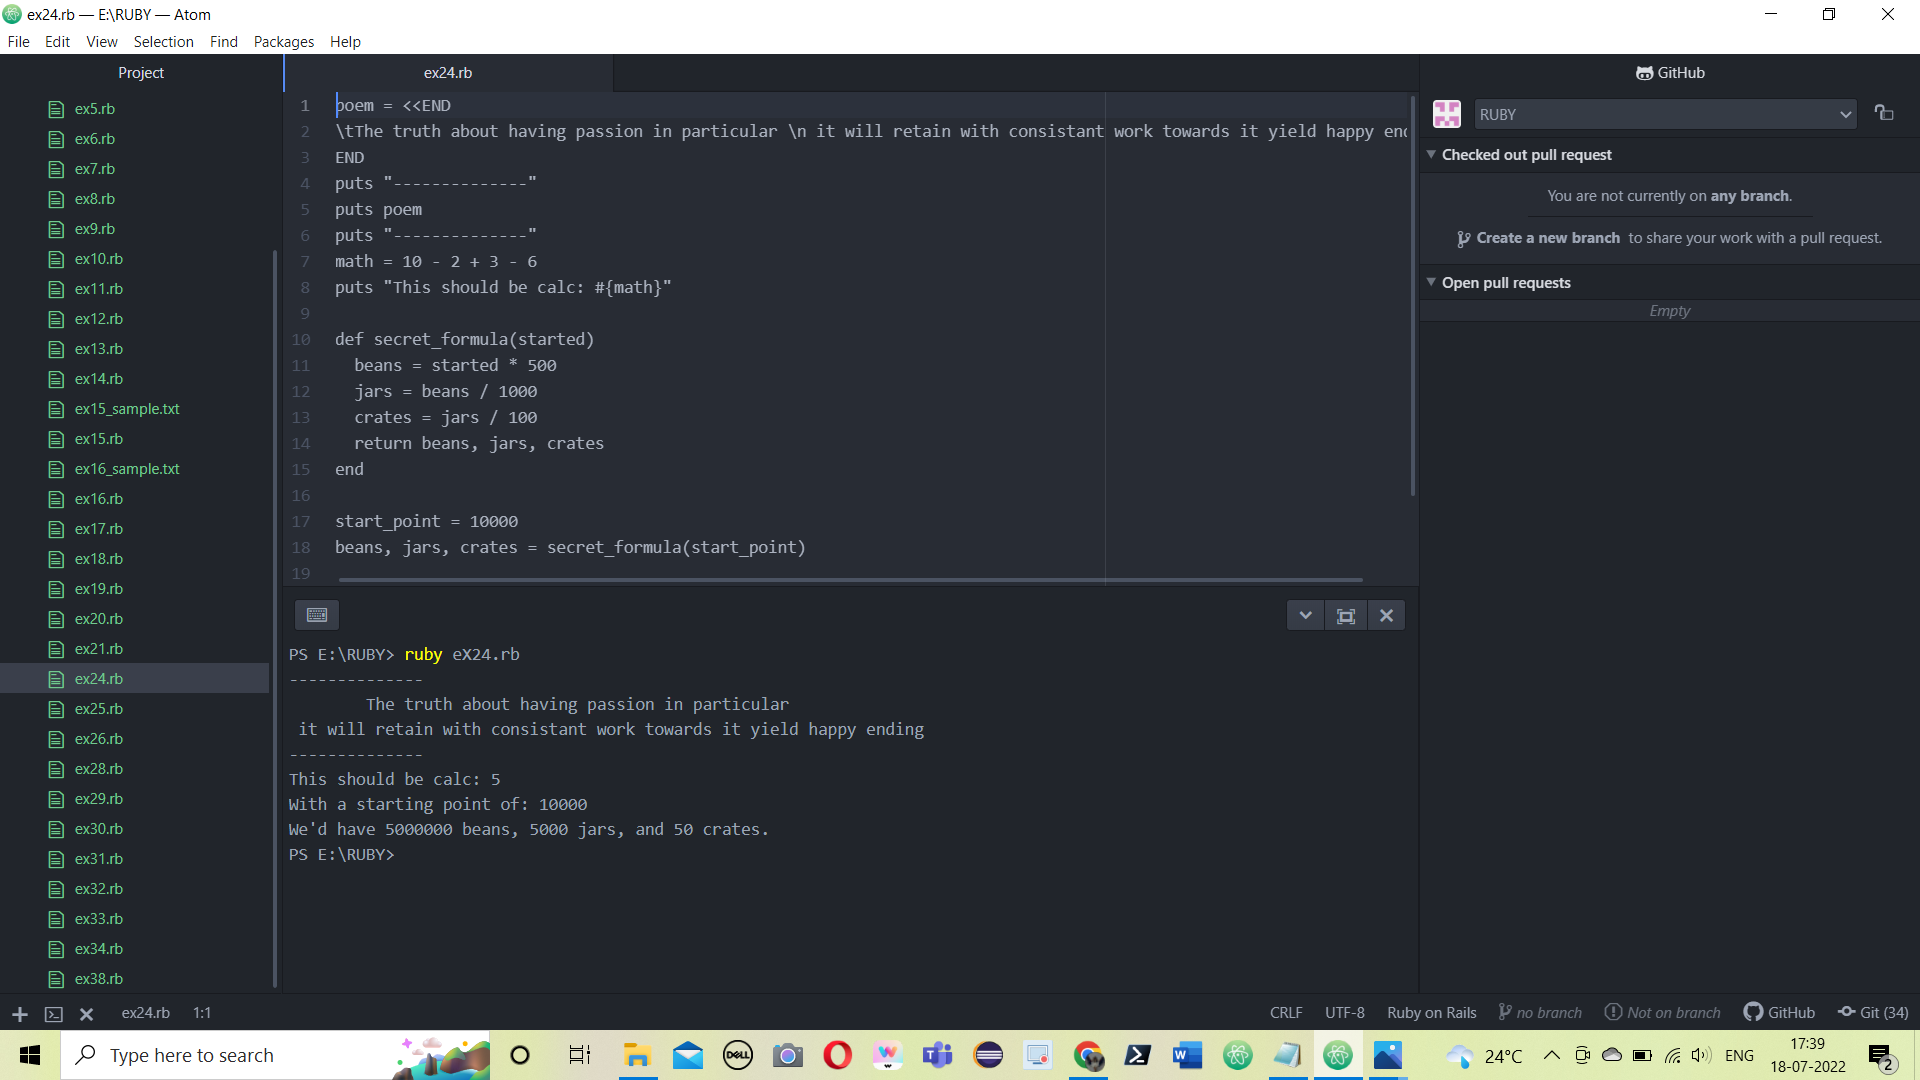 ex24.rb — E:\RUBY — Atom
File Edit View Selection Find Packages Help
Project
ex5.rb
ex6.rb
ex7.rb
ex8.rb
ex9.rb
ex10.rb
ex11.rb
ex12.rb
ex13.rb
ex14.rb
ex15_sample.txt
ex15.rb
ex16_sample.txt
ex16.rb
ex17.rb
ex18.rb
ex19.rb
ex20.rb
ex21.rb
ex24.rb
ex25.rb
ex26.rb
ex28.rb
ex29.rb
ex30.rb
ex31.rb
ex32.rb
ex33.rb
ex34.rb
ex38.rb
ex24.rb
1 poem = <<END
2 \tThe truth about having passion in particular \n it will retain with consistant work towards it yield happy en
3 END
4 puts "--------------"
5 puts poem
6 puts "--------------"
7 math = 10 - 2 + 3 - 6
8 puts "This should be calc: #{math}"
9
10 def secret_formula(started)
11   beans = started * 500
12   jars = beans / 1000
13   crates = jars / 100
14   return beans, jars, crates
15 end
16
17 start_point = 10000
18 beans, jars, crates = secret_formula(start_point)
19
PS E:\RUBY> ruby eX24.rb
--------------
        The truth about having passion in particular
 it will retain with consistant work towards it yield happy ending
--------------
This should be calc: 5
With a starting point of: 10000
We'd have 5000000 beans, 5000 jars, and 50 crates.
PS E:\RUBY>
GitHub
RUBY
Checked out pull request
You are not currently on any branch.
Create a new branch to share your work with a pull request.
Open pull requests
Empty
ex24.rb 1:1
CRLF UTF-8 Ruby on Rails no branch Not on branch GitHub Git (34)
Type here to search
DELL
24°C
ENG
17:39
18-07-2022
2